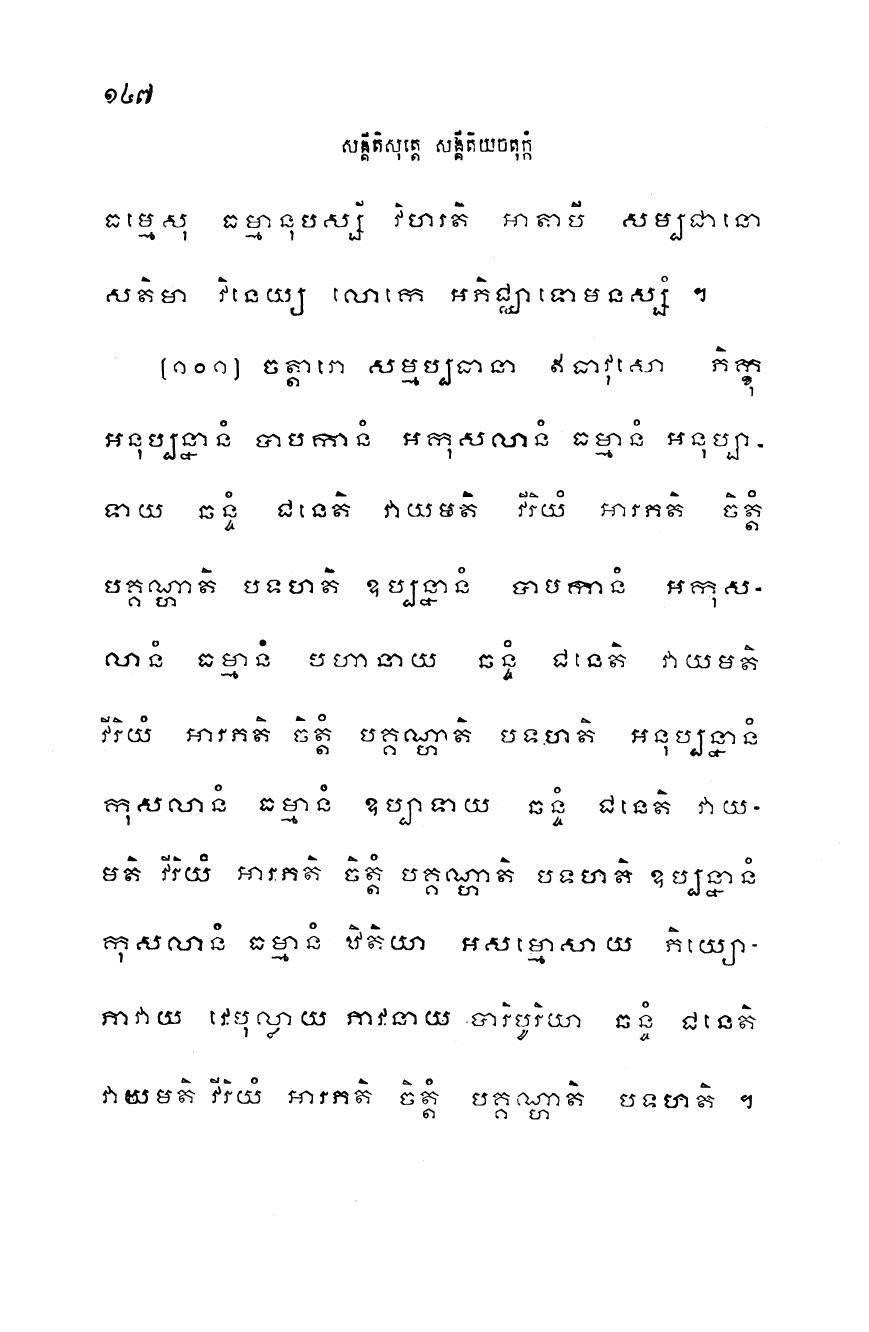 ១៤៧
សង្គីតិសុត្តេ សង្គីតិយចតុក្កំ
ធម្មេសុ ធម្មានុបស្សី វិហរតិ អាតាបី សម្បជានោ
សតិមា វិនេយ្យ លោកេ អភិជ្ឈាទោមនស្សំ ។
(១០១) ចត្តារោ សម្មប្បធានា ឥធាវុសោ ភិក្ខុ
អនុប្បន្នានំ បាបកានំ អកុសលានំ ធម្មានំ អនុប្បា-
ទាយ ឆន្ទំ ជនេតិ វាយមតិ វីរិយំ អារភតិ ចិត្តំ
បគ្គណ្ហាតិ បទហតិ ឧប្បន្នានំ បាបកានំ អកុស-
លានំ ធម្មានំ បហានាយ ឆន្ទំ ជនេតិ វាយមតិ
វីរិយំ អារភតិ ចិត្តំ បគ្គណ្ហាតិ បទហតិ អនុប្បន្នានំ
កុសលានំ ធម្មានំ ឧប្បាទាយ ឆន្ទំ ជនេតិ វាយ-
មតិ វីរិយំ អារភតិ ចិត្តំ បគ្គណ្ហាតិ បទហតិ ឧប្បន្នានំ
កុសលានំ ធម្មានំ ឋិតិយា អសម្មោសាយ ភិយ្យោ-
ភាវាយ វេបុល្លាយ ភាវនាយ បារិបូរិយា ឆន្ទំ ជនេតិ
វាយមតិ វីរិយំ អារភតិ ចិត្តំ បគ្គណ្ហាតិ បទហតិ ។